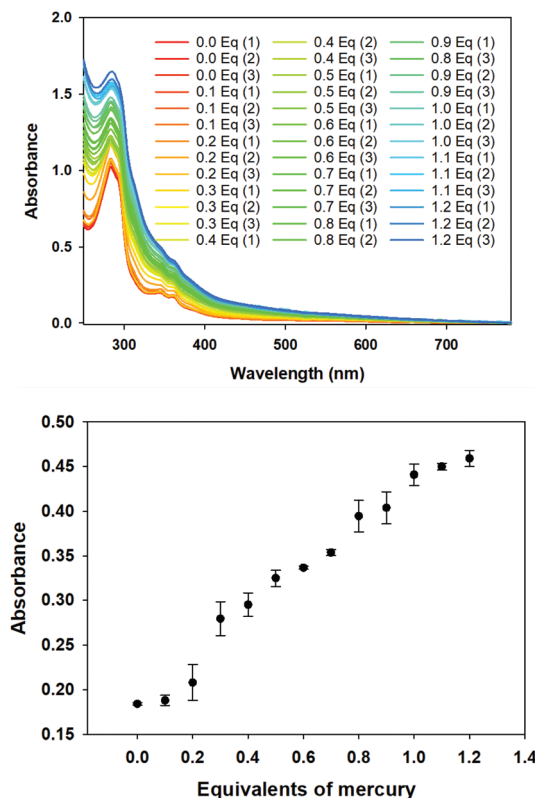 2.0
1.5
1.0
0.5
0.0
Absorbance
0.0 Eq (1) 0.4 Eq (2) 0.9 Eq (1)
0.0 Eq (2) 0.4 Eq (3) 0.8 Eq (3)
0.0 Eq (3) 0.5 Eq (1) 0.9 Eq (2)
0.1 Eq (1) 0.5 Eq (2) 0.9 Eq (3)
0.1 Eq (2) 0.5 Eq (3) 1.0 Eq (1)
0.1 Eq (3) 0.6 Eq (1) 1.0 Eq (2)
0.2 Eq (1) 0.6 Eq (2) 1.0 Eq (3)
0.2 Eq (2) 0.6 Eq (3) 1.1 Eq (1)
0.2 Eq (3) 0.7 Eq (1) 1.1 Eq (2)
0.3 Eq (1) 0.7 Eq (2) 1.1 Eq (3)
0.3 Eq (2) 0.7 Eq (3) 1.2 Eq (1)
0.3 Eq (3) 0.8 Eq (1) 1.2 Eq (2)
0.4 Eq (1) 0.8 Eq (2) 1.2 Eq (3)
300 400 500 600 700
Wavelength (nm)
0.50
0.45
0.40
0.35
0.30
0.25
0.20
0.15
Absorbance
0.0 0.2 0.4 0.6 0.8 1.0 1.2 1.4
Equivalents of mercury